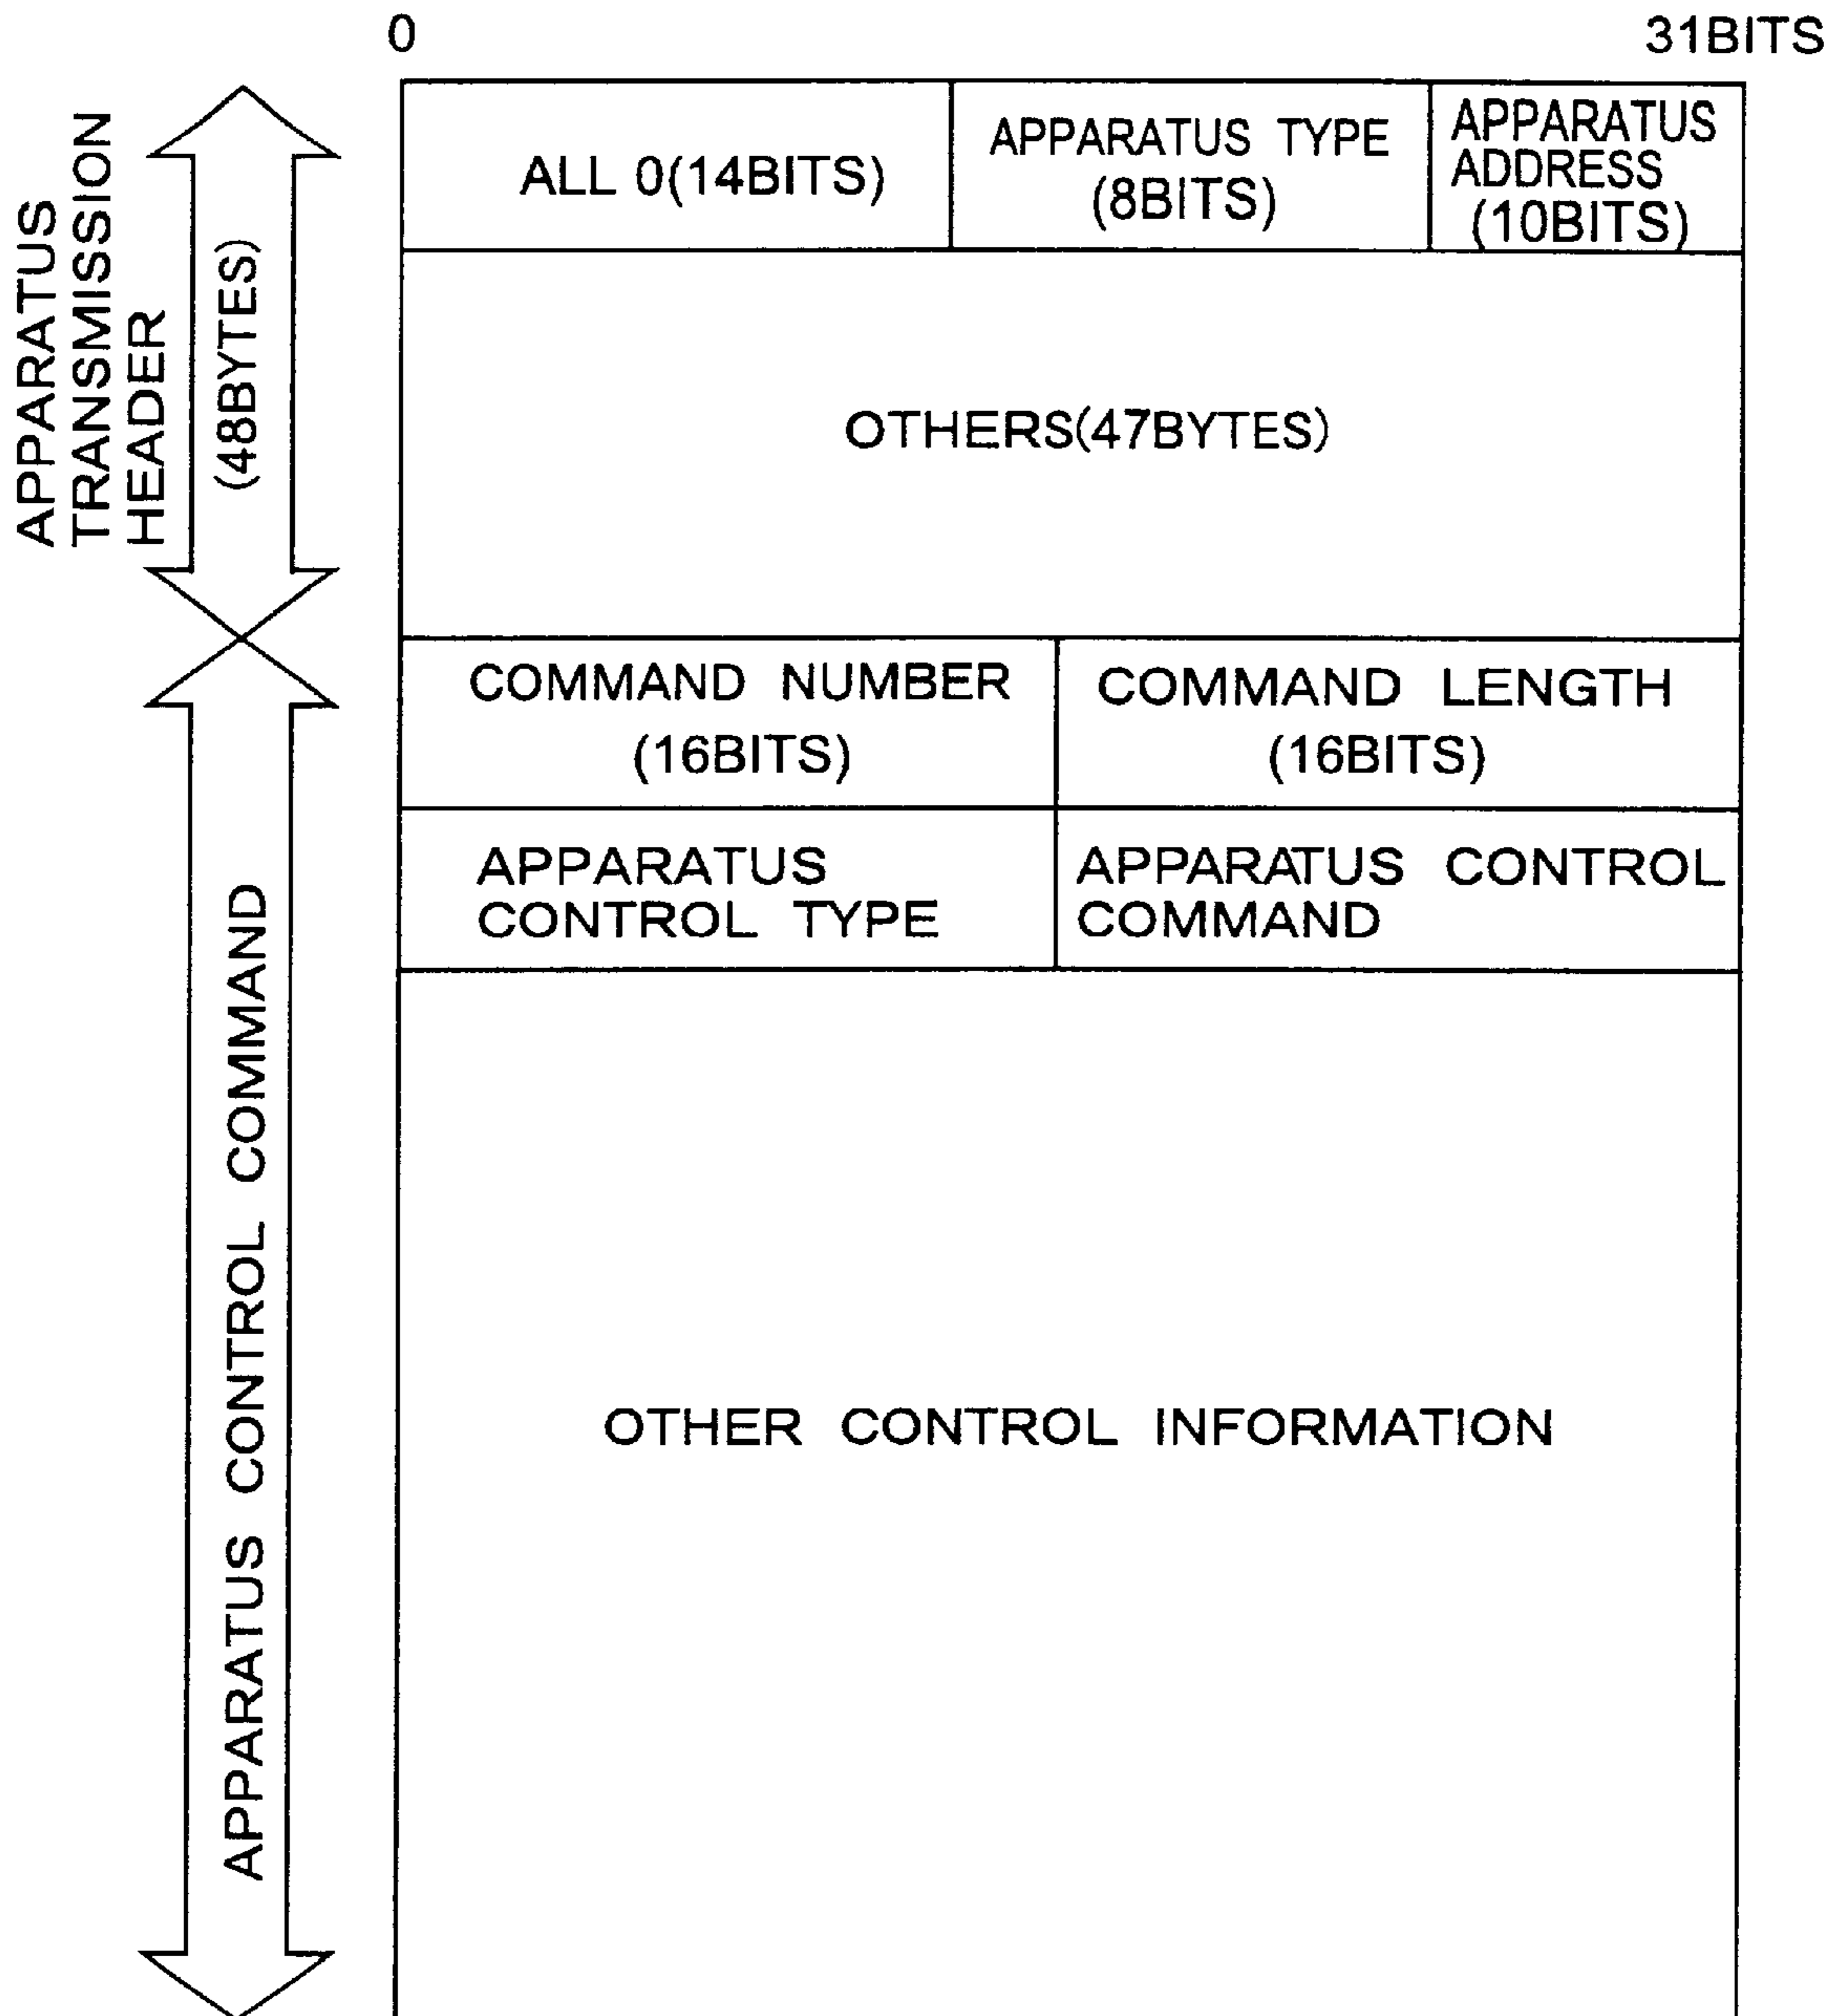 0
31BITS
APPARATUS
TRANSMISSION
HEADER
(48BYTES)
ALL 0(14BITS)
APPARATUS TYPE
(8BITS)
APPARATUS
ADDRESS
(10BITS)
OTHERS(47BYTES)
COMMAND NUMBER
(16BITS)
COMMAND LENGTH
(16BITS)
APPARATUS
CONTROL TYPE
APPARATUS CONTROL
COMMAND
APPARATUS CONTROL COMMAND
OTHER CONTROL INFORMATION